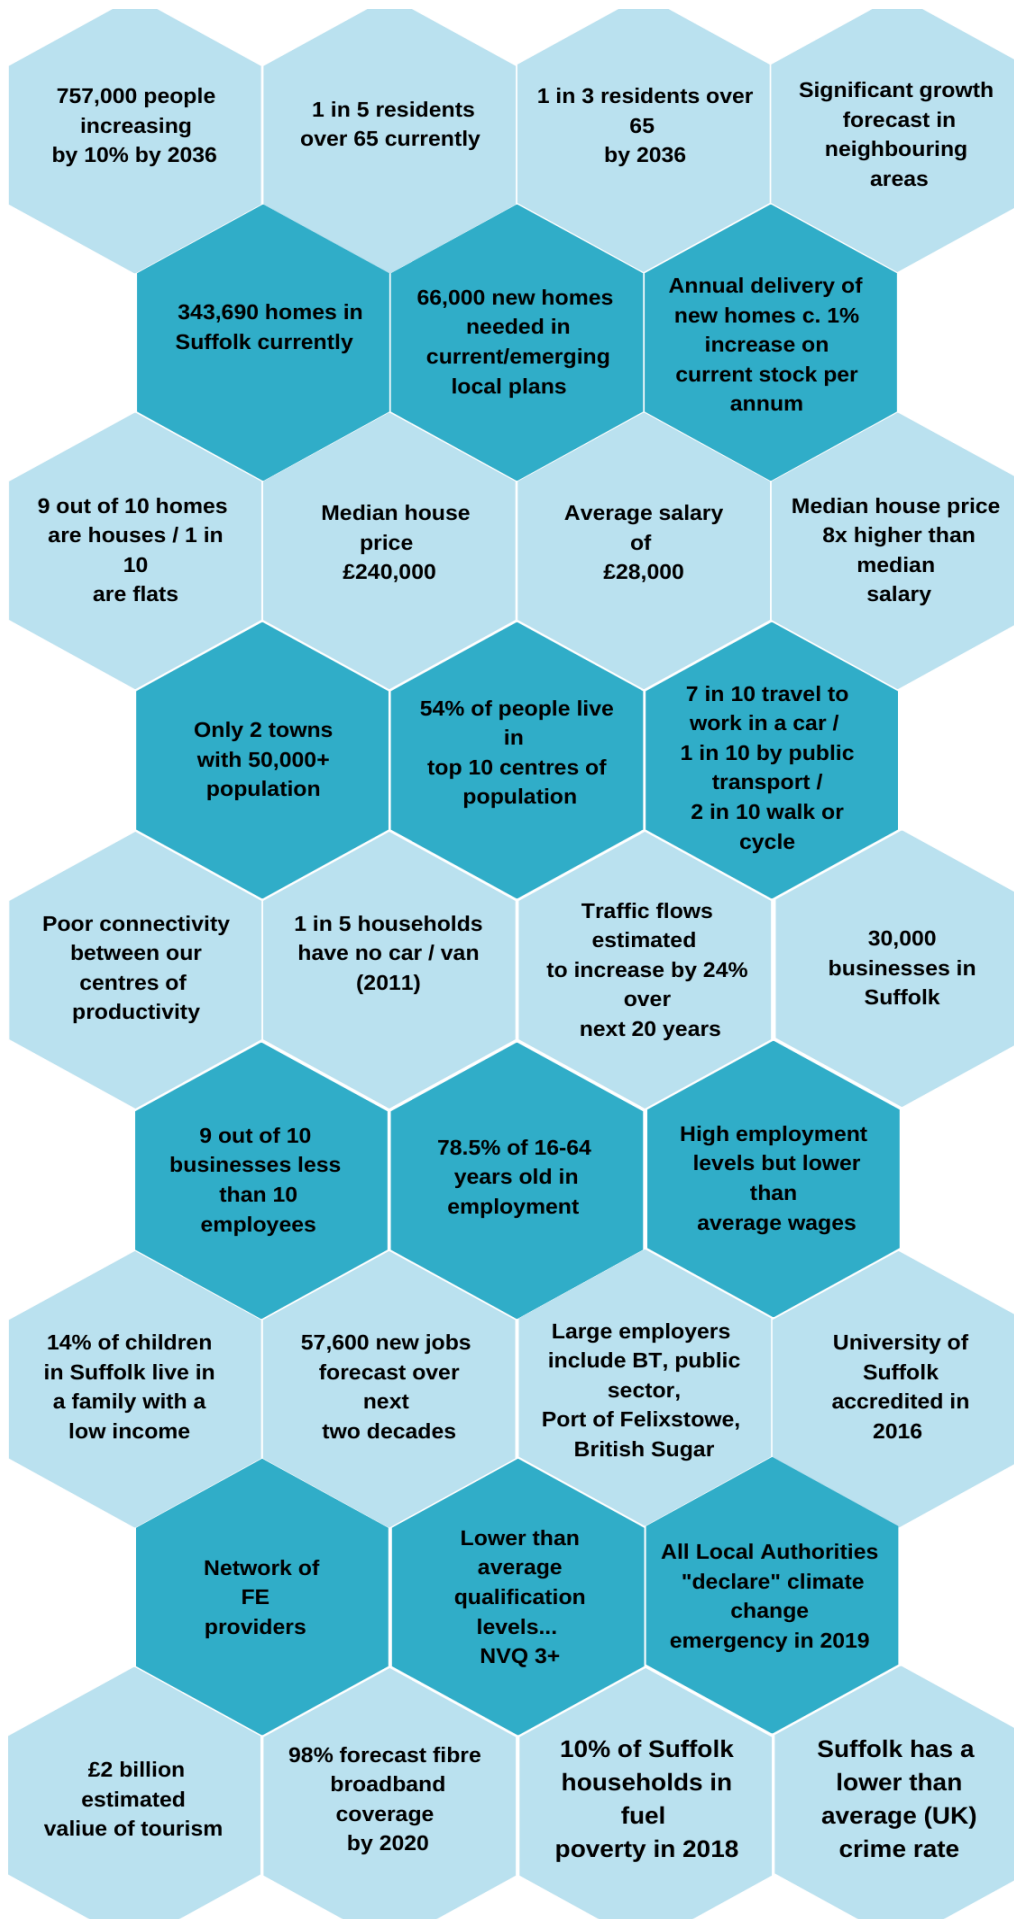 757,000 people
increasing
by 10% by 2036
1 in 5 residents
over 65 currently
1 in 3 residents over
65
by 2036
Significant growth
forecast in
neighbouring
areas
343,690 homes in
Suffolk currently
66,000 new homes
needed in
current/emerging
local plans
Annual delivery of
new homes c. 1%
increase on
current stock per
annum
9 out of 10 homes
are houses / 1 in
10
are flats
Median house
price
£240,000
Average salary
of
£28,000
Median house price
8x higher than
median
salary
Only 2 towns
with 50,000+
population
54% of people live
in
top 10 centres of
population
7 in 10 travel to
work in a car /
1 in 10 by public
transport /
2 in 10 walk or
cycle
Poor connectivity
between our
centres of
productivity
1 in 5 households
have no car / van
(2011)
Traffic flows
estimated
to increase by 24%
over
next 20 years
30,000
businesses in
Suffolk
9 out of 10
businesses less
than 10
employees
78.5% of 16-64
years old in
employment
High employment
levels but lower
than
average wages
14% of children
in Suffolk live in
a family with a
low income
57,600 new jobs
forecast over
next
two decades
Large employers
include BT, public
sector,
Port of Felixstowe,
British Sugar
University of
Suffolk
accredited in
2016
Network of
FE
providers
Lower than
average
qualification
levels...
NVQ 3+
All Local Authorities
"declare" climate
change
emergency in 2019
£2 billion
estimated
valiue of tourism
98% forecast fibre
broadband
coverage
by 2020
10% of Suffolk
households in
fuel
poverty in 2018
Suffolk has a
lower than
average (UK)
crime rate